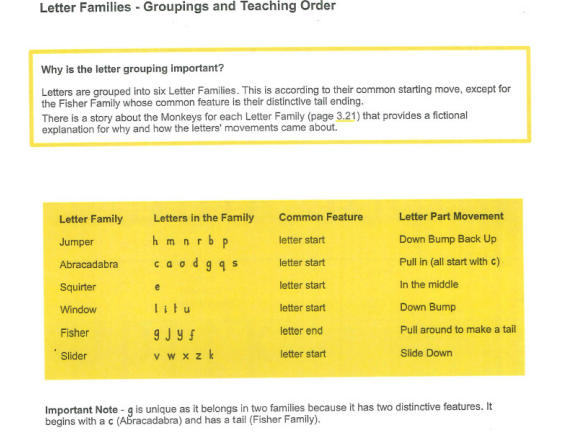 Letter Families - Groupings and Teaching Order
Why is the letter grouping important?
Letters are grouped into six Letter Families. This is according to their common starting move, except for
the Fisher Family whose common feature is their distinctive tail ending.
There is a story about the Monkeys for each Letter Family (page 3.21) that provides a fictional
explanation for why and how the letters' movements came about.
Letter Family Letters in the Family Common Feature Letter Part Movement
Jumper h m n r b p letter start Down Bump Back Up
Abracadabra c a o d g q s letter start Pull in (all start with c)
Squirter e letter start In the middle
Window l i t u letter start Down Bump
Fisher g j y f letter end Pull around to make a tail
Slider v w x z k letter start Slide Down
Important Note - g is unique as it belongs in two families because it has two distinctive features. It
begins with a c (Abracadabra) and has a tail (Fisher Family).